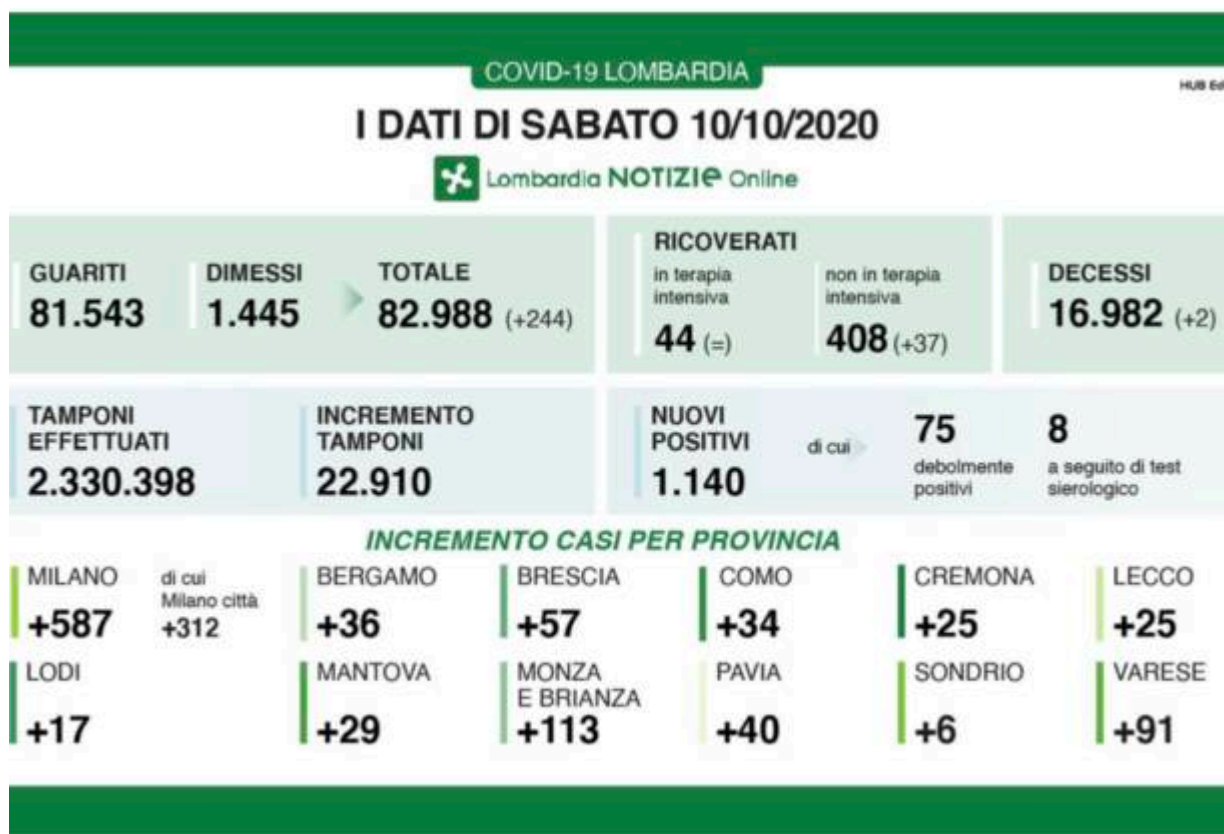 COVID-19 LOMBARDIA
HUB Ed
I DATI DI SABATO 10/10/2020
Lombardia NOTIZIe Online
GUARITI
81.543
DIMESSI
1.445
TOTALE
82.988 (+244)
RICOVERATI
in terapia
intensiva
44 (=)
non in terapia
intensiva
408 (+37)
DECESSI
16.982 (+2)
TAMPONI
EFFETTUATI
2.330.398
INCREMENTO
TAMPONI
22.910
NUOVI
POSITIVI
1.140
di cui
75
debolmente
positivi
8
a seguito di test
sierologico
INCREMENTO CASI PER PROVINCIA
MILANO
+587
di cui
Milano città
+312
BERGAMO
+36
BRESCIA
+57
COMO
+34
CREMONA
+25
LECCO
+25
LODI
+17
MANTOVA
+29
MONZA
E BRIANZA
+113
PAVIA
+40
SONDRIO
+6
VARESE
+91